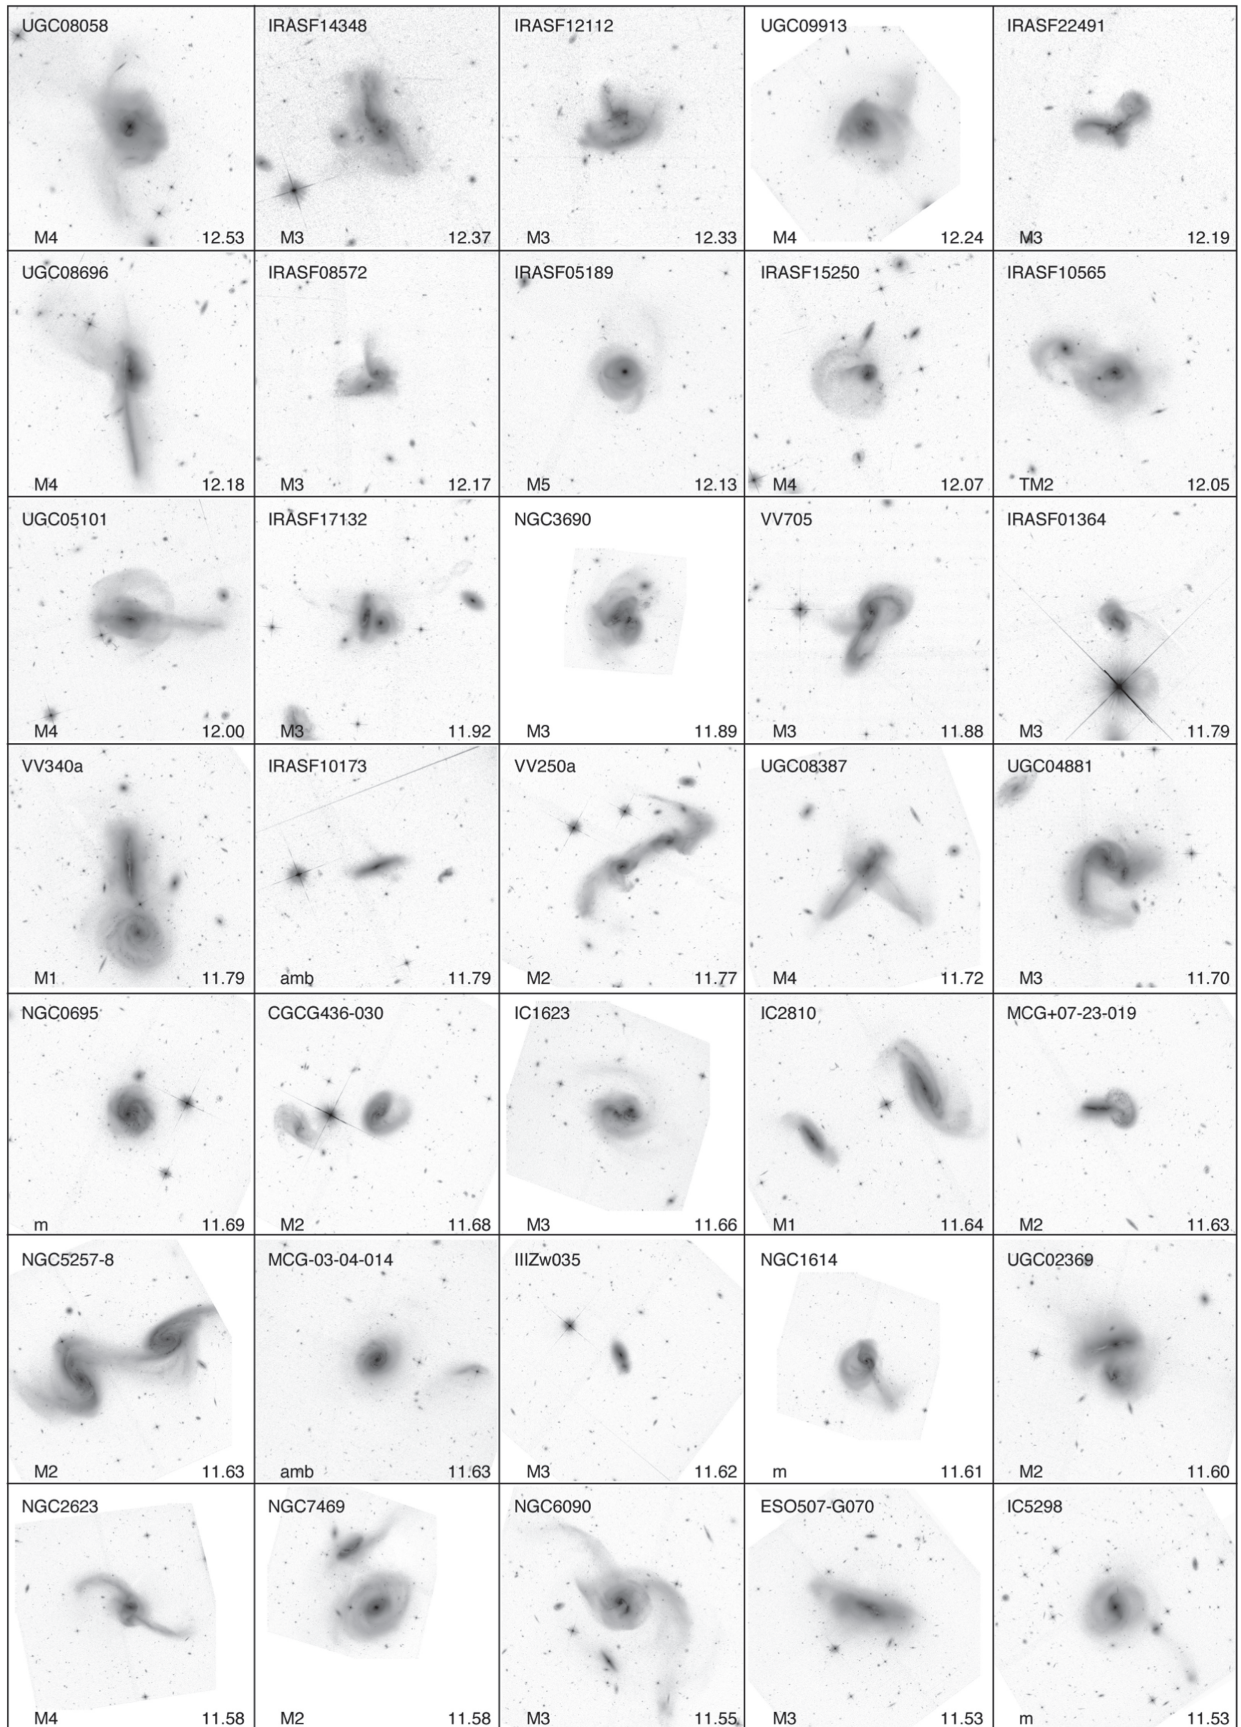 UGC08058 IRASF14348 IRASF12112 UGC09913 IRASF22491
M4 12.53 M3 12.37 M3 12.33 M4 12.24 M3 12.19
UGC08696 IRASF08572 IRASF05189 IRASF15250 IRASF10565
M4 12.18 M3 12.17 M5 12.13 M4 12.07 TM2 12.05
UGC05101 IRASF17132 NGC3690 VV705 IRASF01364
M4 12.00 M3 11.92 M3 11.89 M3 11.88 M3 11.79
VV340a IRASF10173 VV250a UGC08387 UGC04881
M1 11.79 amb 11.79 M2 11.77 M4 11.72 M3 11.70
NGC0695 CGCG436-030 IC1623 IC2810 MCG+07-23-019
m 11.69 M2 11.68 M3 11.66 M1 11.64 M2 11.63
NGC5257-8 MCG-03-04-014 IIIZw035 NGC1614 UGC02369
M2 11.63 amb 11.63 M3 11.62 m 11.61 M2 11.60
NGC2623 NGC7469 NGC6090 ESO507-G070 IC5298
M4 11.58 M2 11.58 M3 11.55 M3 11.53 m 11.53